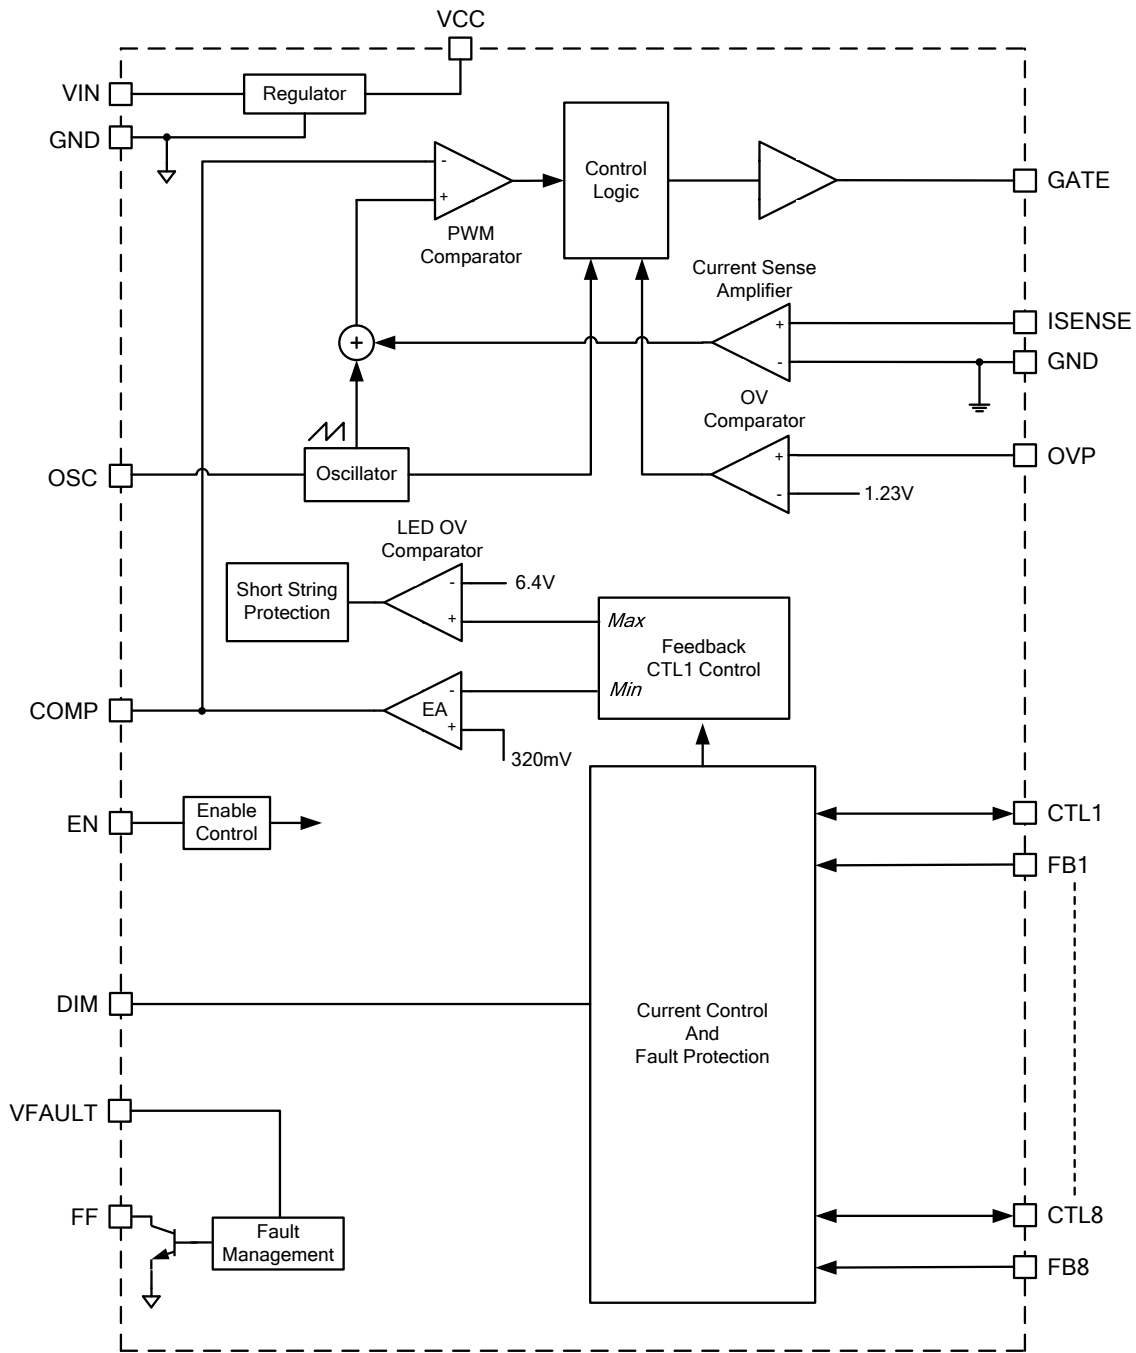 VCC
VIN
Regulator
GND
-
+
PWM
Comparator
Control
Logic
GATE
Current Sense
Amplifier
+
-
ISENSE
GND
+
OV
Comparator
+
-
OVP
1.23V
OSC
Oscillator
LED OV
Comparator
-
+
6.4V
Short String
Protection
Max
Feedback
CTL1 Control
Min
COMP
EA
-
+
320mV
EN
Enable
Control
CTL1
FB1
DIM
Current Control
And
Fault Protection
VFAULT
FF
Fault
Management
CTL8
FB8